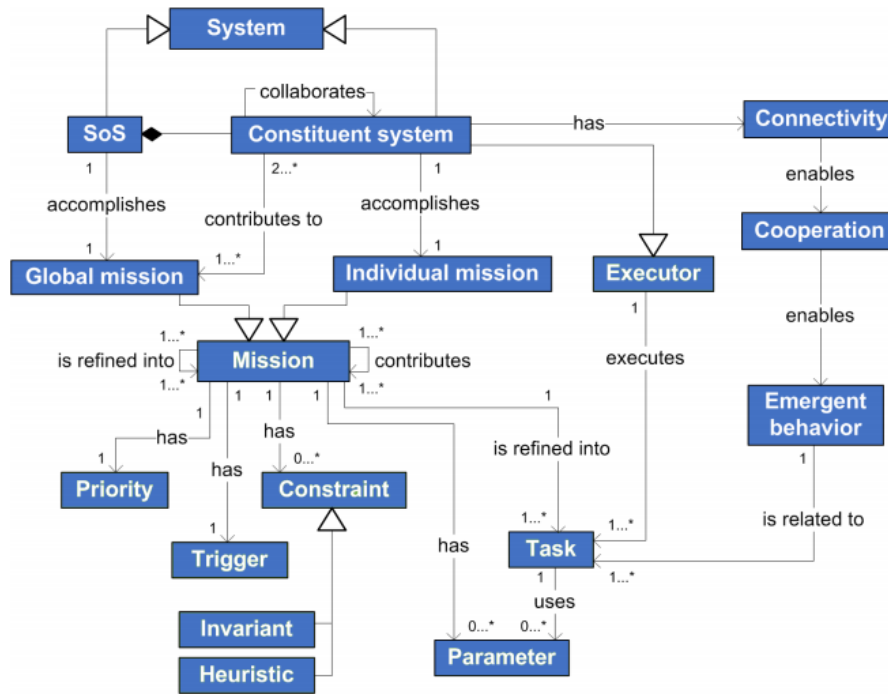 System
collaborates
SoS
Constituent system
has
Connectivity
1
2...*
1
enables
accomplishes
contributes to
accomplishes
Cooperation
1
1...*
1
Global mission
Individual mission
Executor
1
enables
1...*
1...*
is refined into
Mission
contributes
executes
1...*
1...*
1
1
1
1
1
Emergent
behavior
has
has
is refined into
1
has
1
0...*
Priority
Constraint
is related to
1...*
1...*
1
has
Task
1...*
Trigger
1
uses
Invariant
0...*
0...*
Heuristic
Parameter